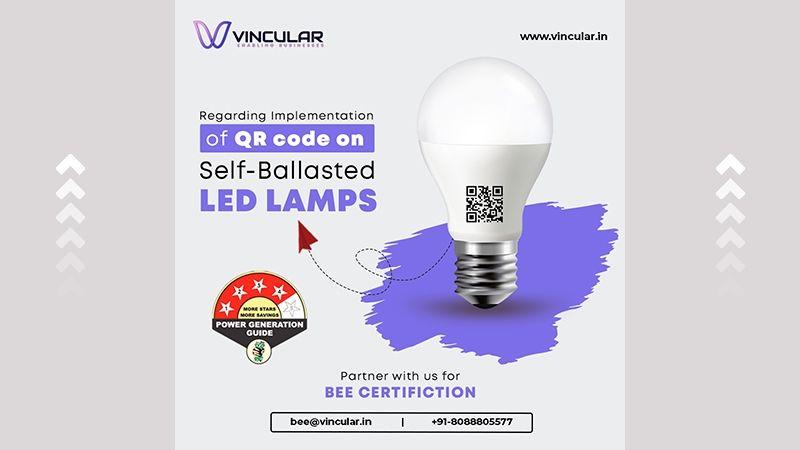 VINCULAR
ENABLING BUSINESSES
www.vincular.in
Regarding Implementation
of QR code on
Self-Ballasted
LED LAMPS
MORE STARS
MORE SAVINGS
POWER GENERATION
GUIDE
Partner with us for
BEE CERTIFICTION
bee@vincular.in | +91-8088805577